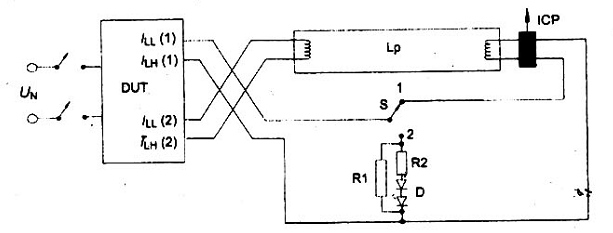 ICP
I_LL (1)
I_LH (1)
Lp
U_N
DUT
1
S
I_LL (2)
I_LH (2)
2
R1
R2
D